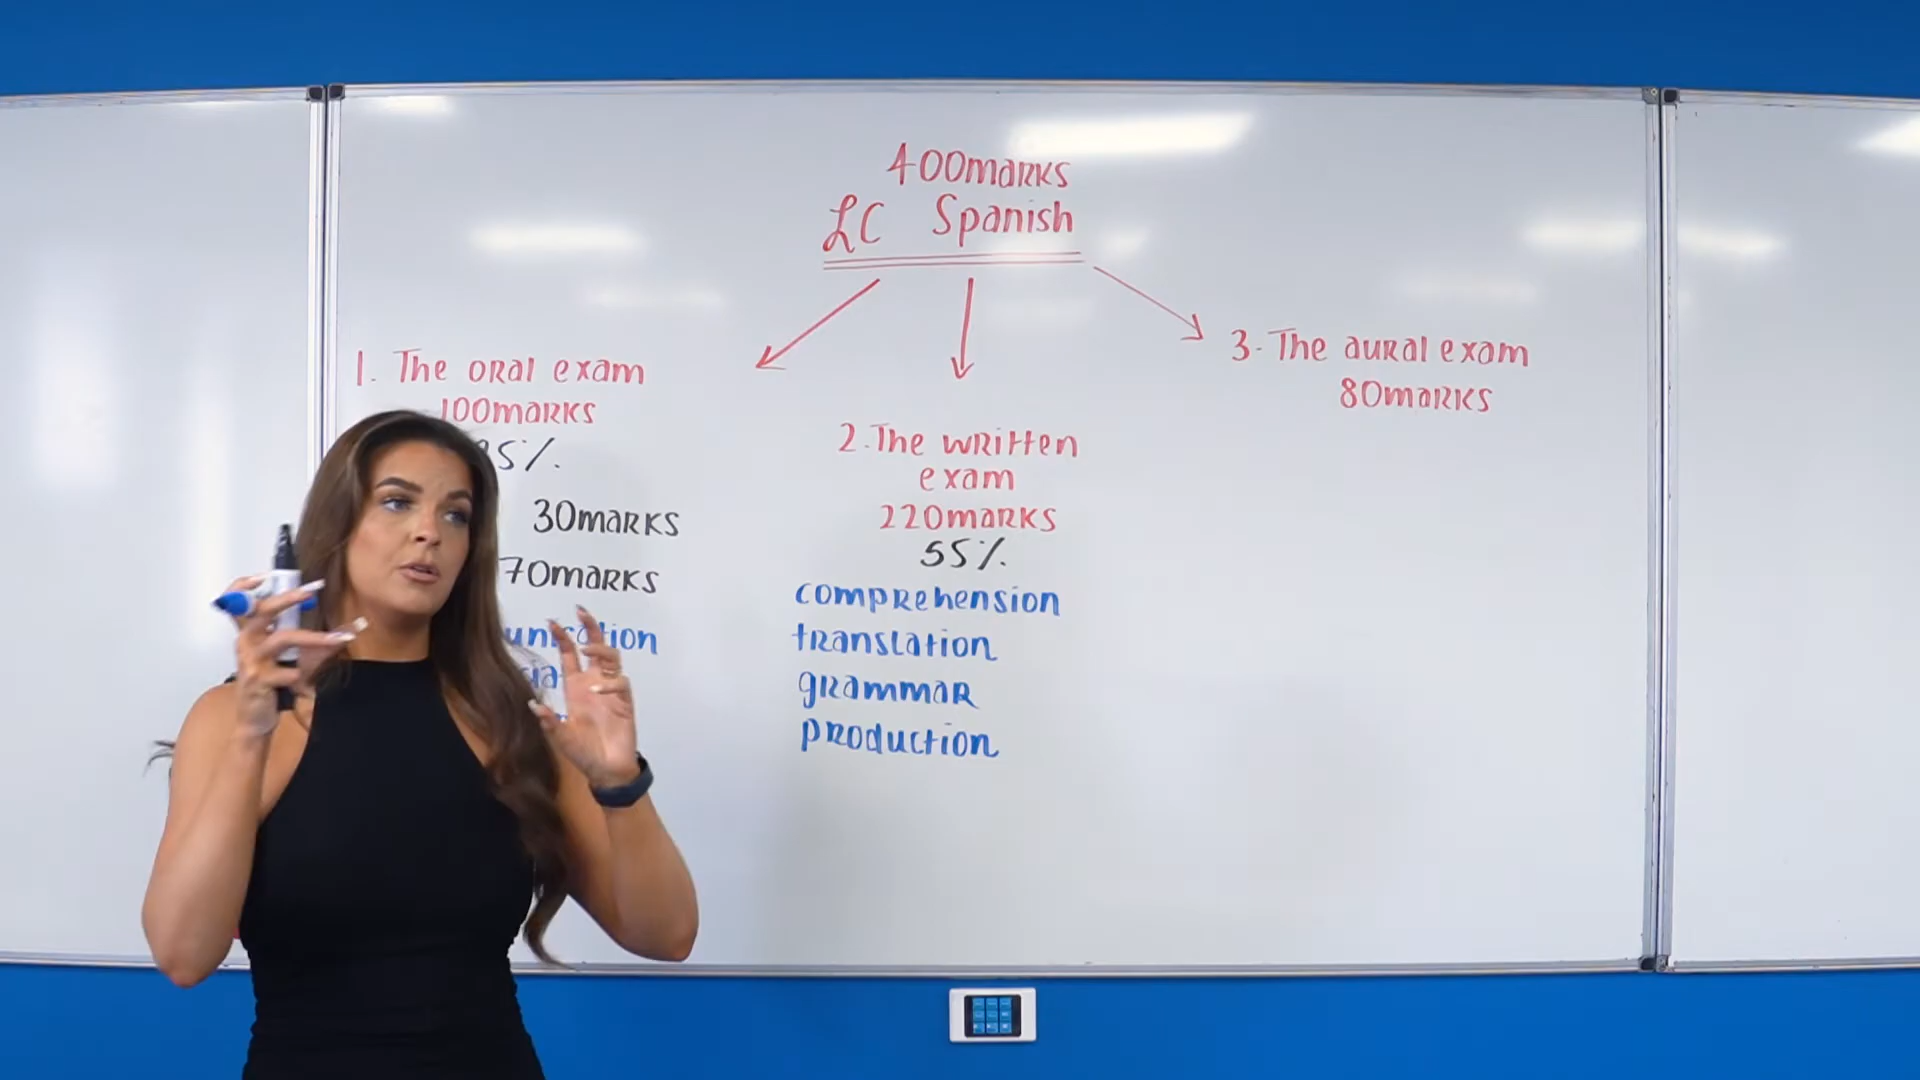 400marks
LC Spanish
1. The oral exam
100marks
5%.
30marks
70marks
2. The written
exam
220marks
55%.
comprehension
translation
grammar
production
3. The aural exam
80marks